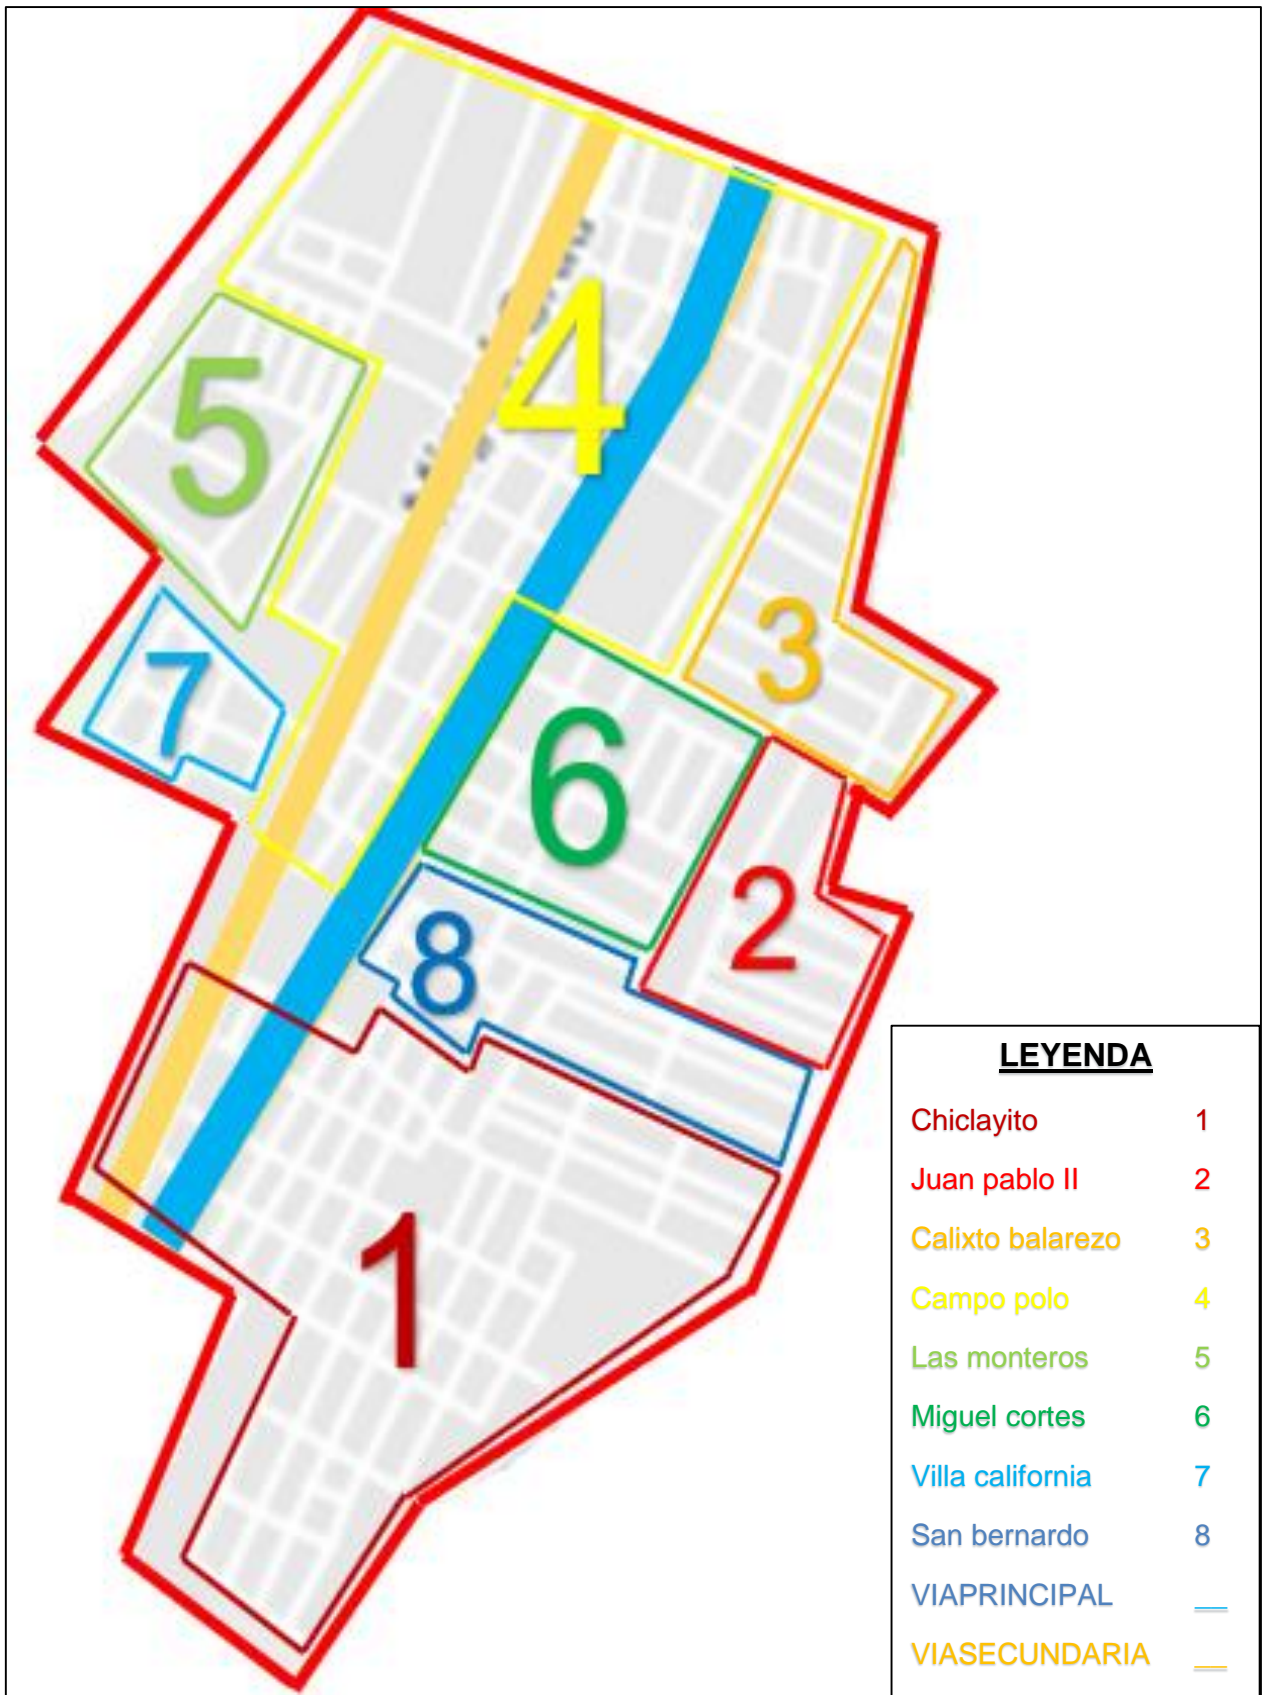 4
5
3
7
6
2
8
1
LEYENDA
Chiclayito 1
Juan pablo II 2
Calixto balarezo 3
Campo polo 4
Las monteros 5
Miguel cortes 6
Villa california 7
San bernardo 8
VIAPRINCIPAL
VIASECUNDARIA